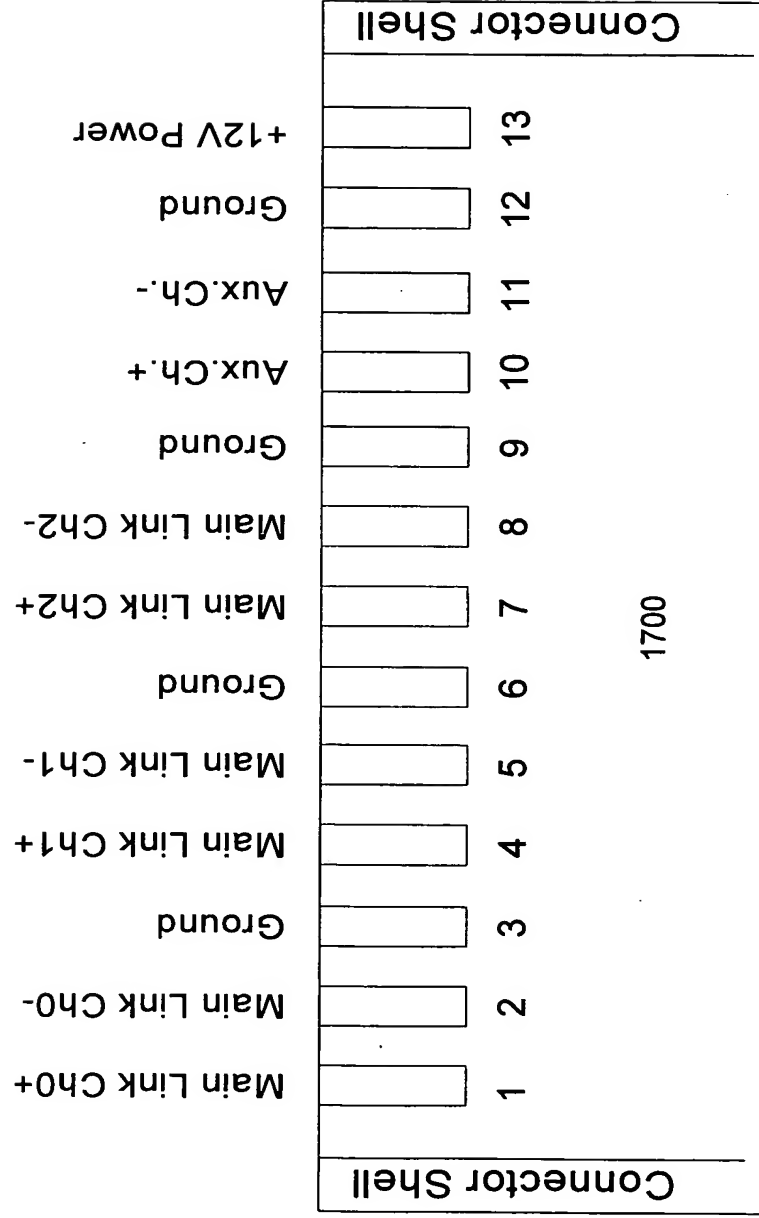 Connector Shell
Main Link Ch0+
1
Main Link Ch0-
2
Ground
3
Main Link Ch1+
4
Main Link Ch1-
5
Ground
6
Main Link Ch2+
7
Main Link Ch2-
8
Ground
9
Aux.Ch.+
10
Aux.Ch.-
11
Ground
12
+12V Power
13
Connector Shell
1700